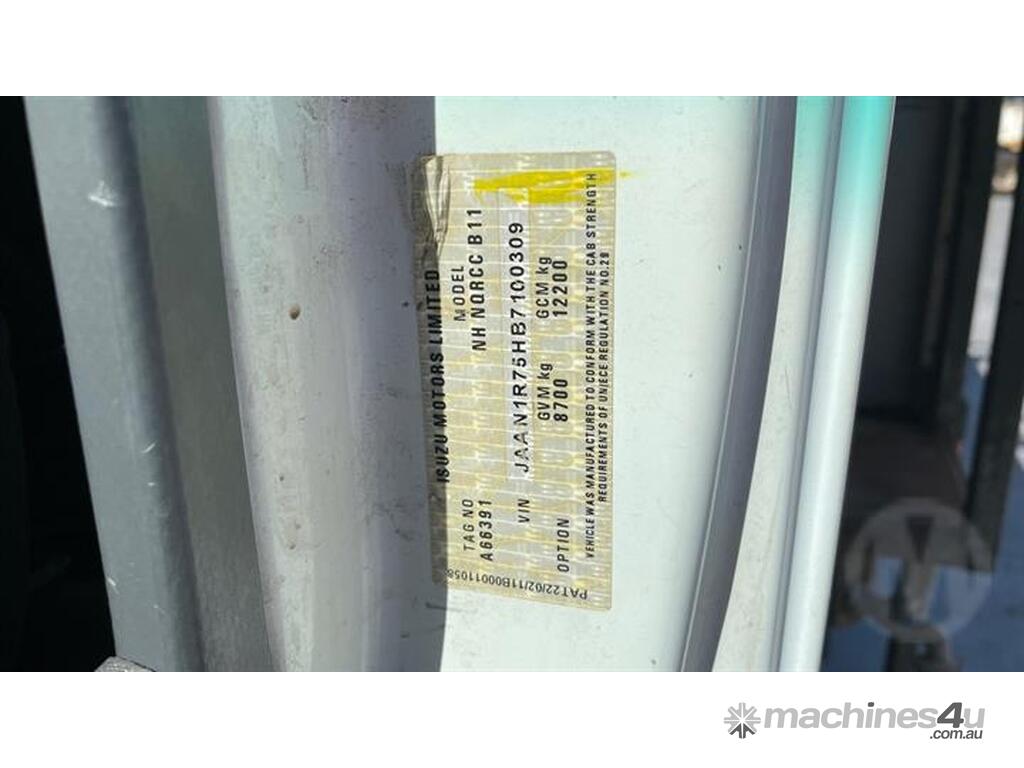 ISUZU MOTORS LIMITED
TAG NO
MODEL
A66391
NH NQRCC B11
VIN
JAAN1R75HB7100309
GVM kg
GCM kg
OPTION
8700
12200
VEHICLE WAS MANUFACTURED TO CONFORM WITH THE CAB STRENGTH
REQUIREMENTS OF UN/ECE REGULATION NO.29
PAT22/02/11B00011058
machines4u
.com.au